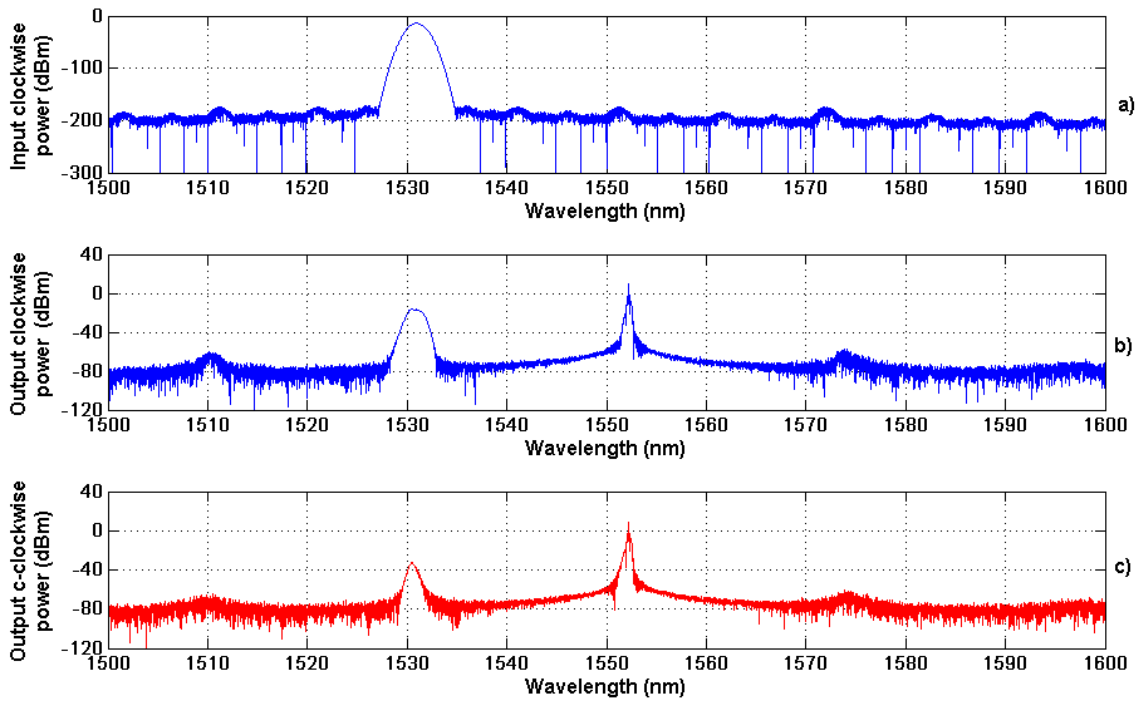 Input clockwise
power (dBm)
0
-100
-200
-300
1500 1510 1520 1530 1540 1550 1560 1570 1580 1590 1600
Wavelength (nm)
a)
Output clockwise
power (dBm)
40
0
-40
-80
-120
1500 1510 1520 1530 1540 1550 1560 1570 1580 1590 1600
Wavelength (nm)
b)
Output c-clockwise
power (dBm)
40
0
-40
-80
-120
1500 1510 1520 1530 1540 1550 1560 1570 1580 1590 1600
Wavelength (nm)
c)